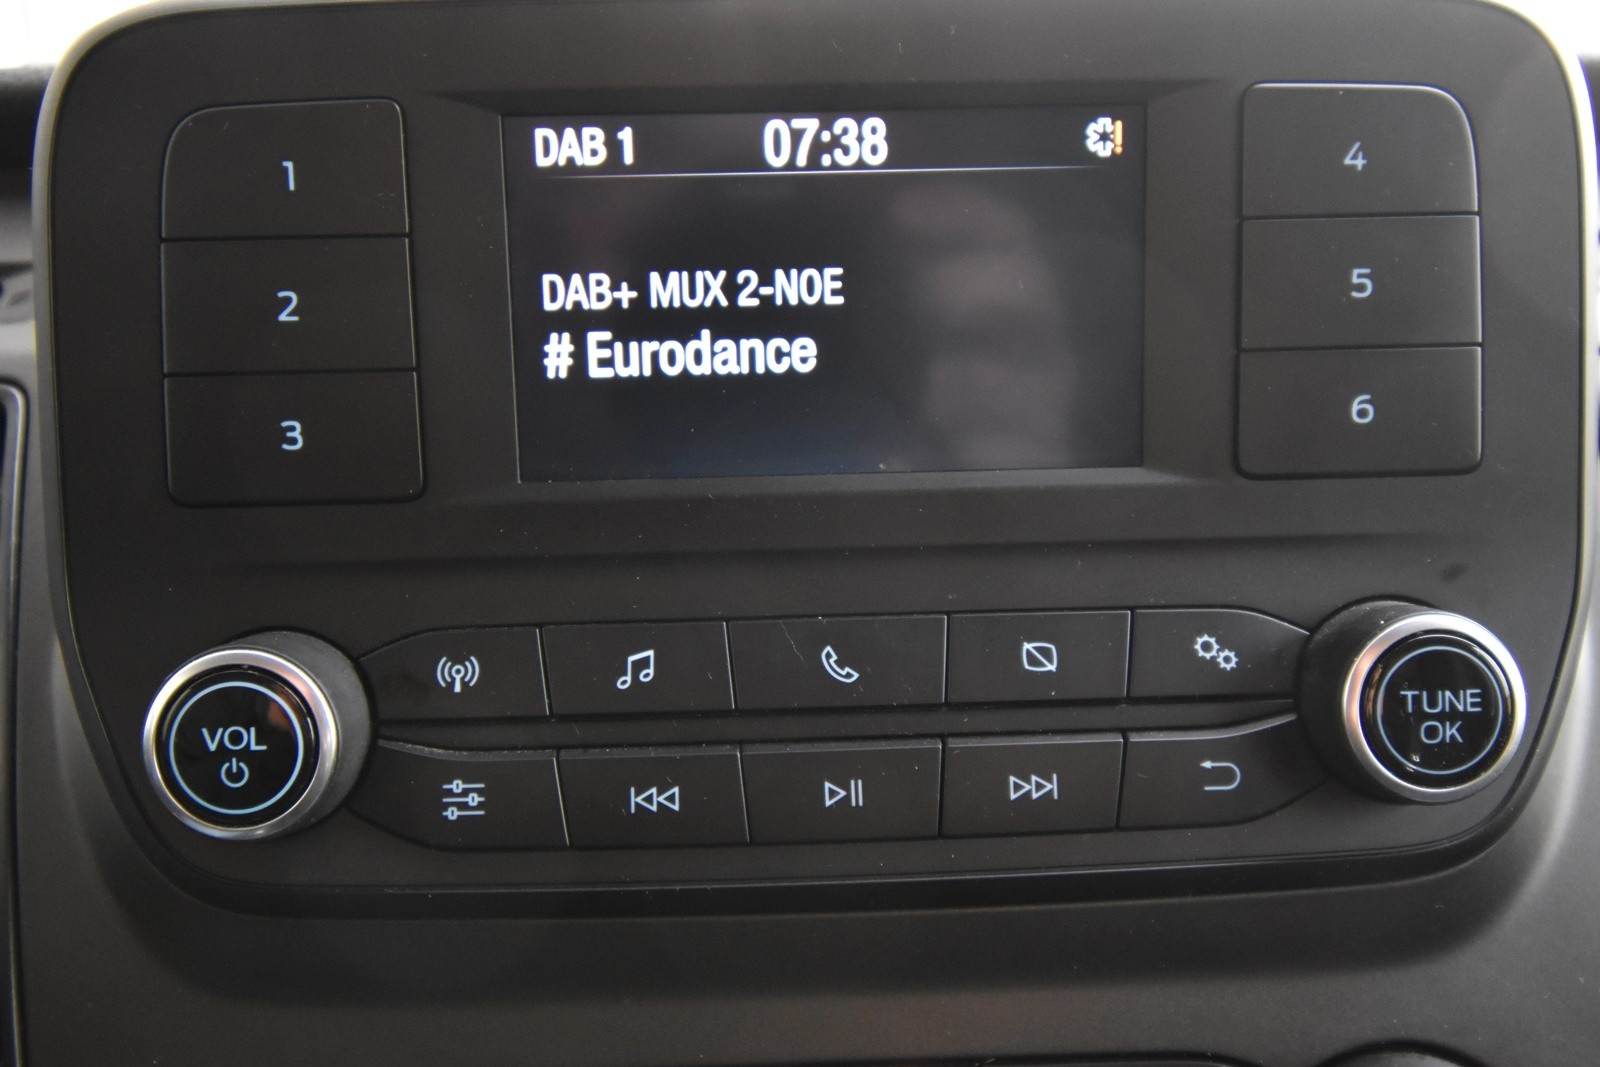 DAB 1 07:38
DAB+ MUX 2-NOE
# Eurodance
1
2
3
4
5
6
VOL
TUNE
OK